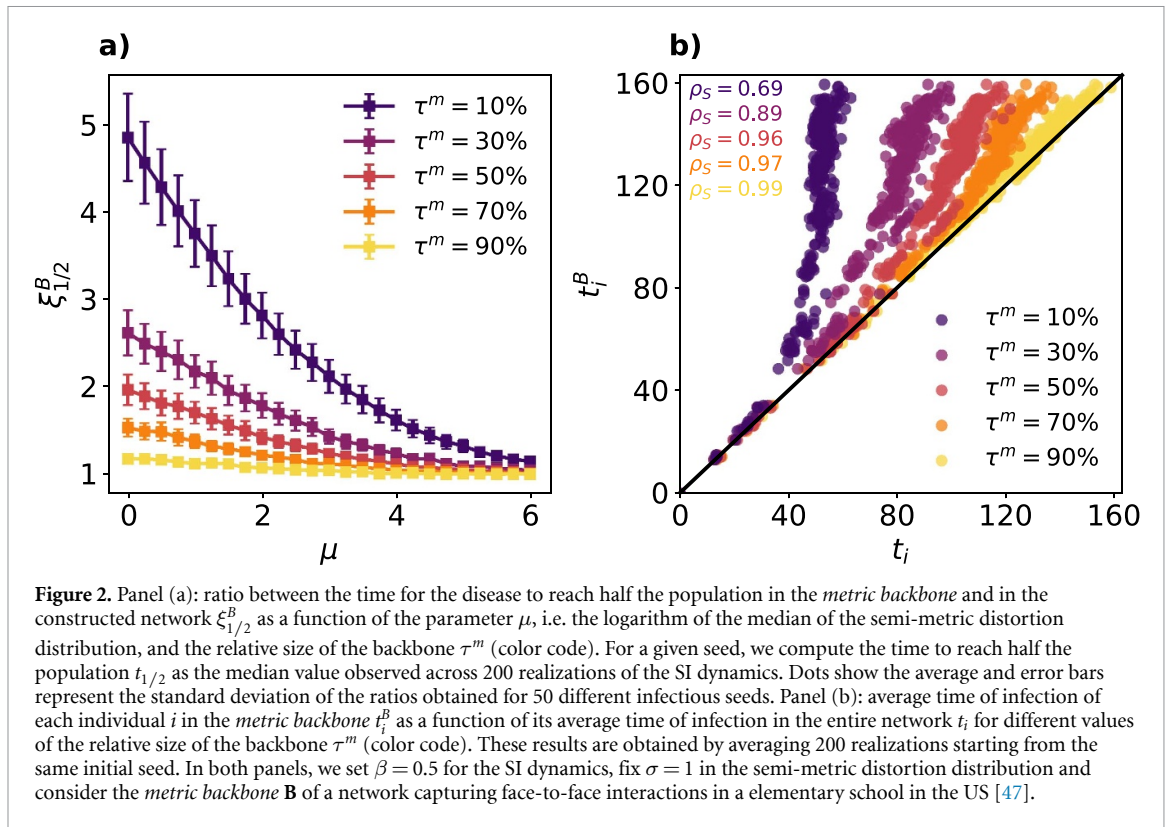 a)
5
4
3
2
1
ξ^B_{1/2}
τ^m = 10%
τ^m = 30%
τ^m = 50%
τ^m = 70%
τ^m = 90%
0 2 4 6
μ
b)
160
120
80
40
0
t_i^B
ρ_S = 0.69
ρ_S = 0.89
ρ_S = 0.96
ρ_S = 0.97
ρ_S = 0.99
τ^m = 10%
τ^m = 30%
τ^m = 50%
τ^m = 70%
τ^m = 90%
0 40 80 120 160
t_i
Figure 2. Panel (a): ratio between the time for the disease to reach half the population in the metric backbone and in the
constructed network ξ^B_{1/2} as a function of the parameter μ, i.e. the logarithm of the median of the semi-metric distortion
distribution, and the relative size of the backbone τ^m (color code). For a given seed, we compute the time to reach half the
population t_{1/2} as the median value observed across 200 realizations of the SI dynamics. Dots show the average and error bars
represent the standard deviation of the ratios obtained for 50 different infectious seeds. Panel (b): average time of infection of
each individual i in the metric backbone t_i^B as a function of its average time of infection in the entire network t_i for different values
of the relative size of the backbone τ^m (color code). These results are obtained by averaging 200 realizations starting from the
same initial seed. In both panels, we set β = 0.5 for the SI dynamics, fix σ = 1 in the semi-metric distortion distribution and
consider the metric backbone B of a network capturing face-to-face interactions in a elementary school in the US [47].